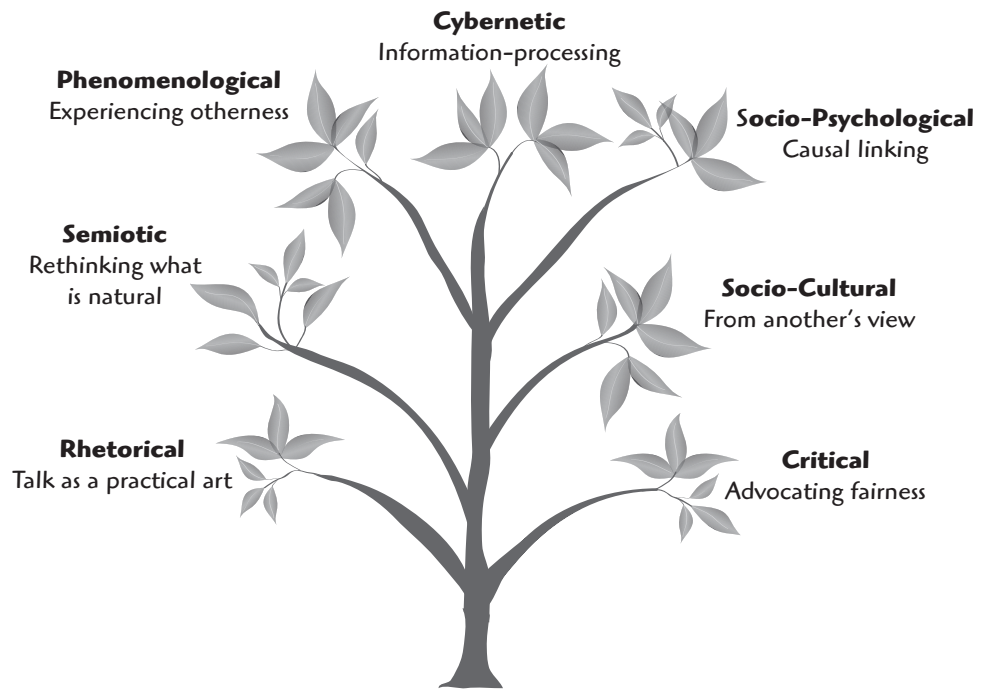 Cybernetic
Information-processing
Phenomenological
Experiencing otherness
Socio-Psychological
Causal linking
Semiotic
Rethinking what
is natural
Socio-Cultural
From another's view
Rhetorical
Talk as a practical art
Critical
Advocating fairness